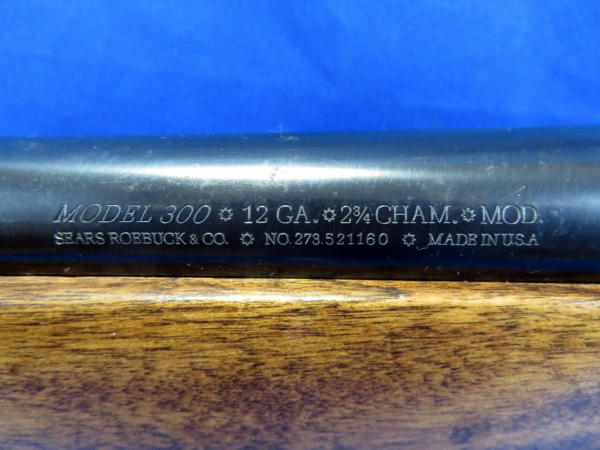 MODEL 300 ☼ 12 GA. ☼ 2¾ CHAM. ☼ MOD.
SEARS ROEBUCK & CO. ☼ NO. 273.521160 ☼ MADE IN U.S.A